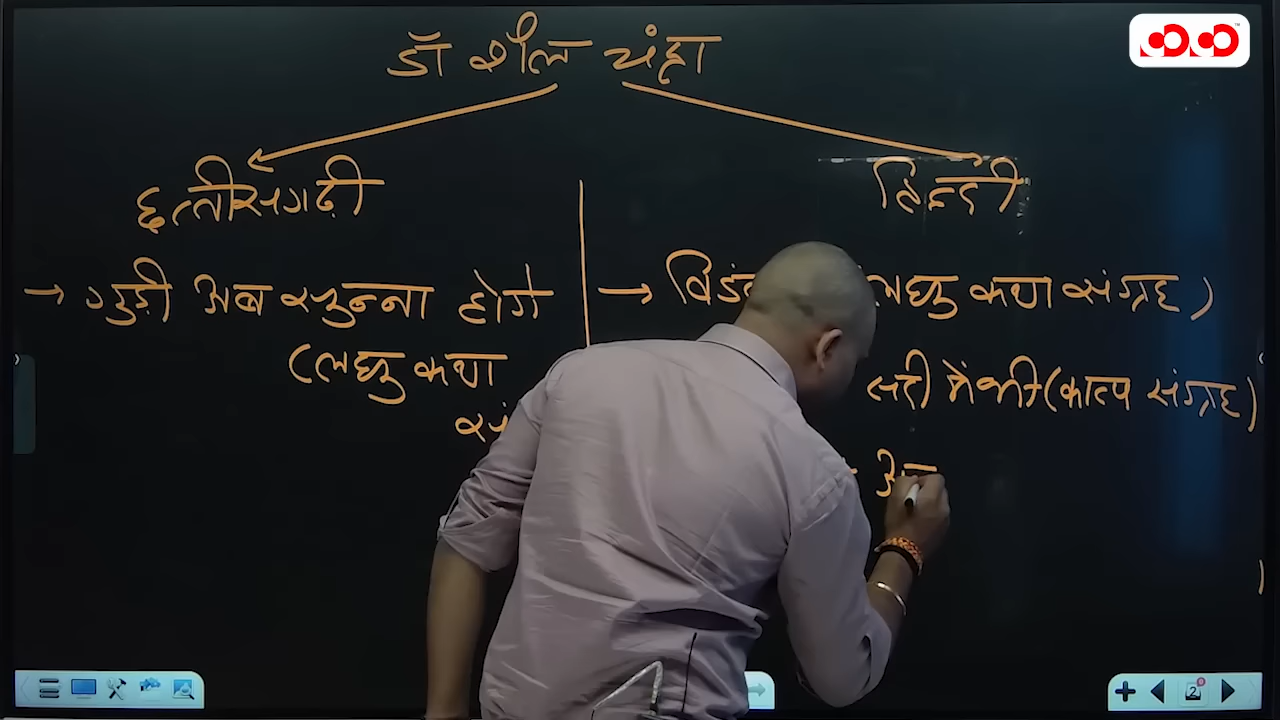 डॉ शैल चंद्रा
छत्तीसगढ़ी
हिन्दी
→ गुड़ी अब सुन्ना होगे
(लघु कथा
→ लघु कथा संग्रह)
सदी में भी (काव्य संग्रह)